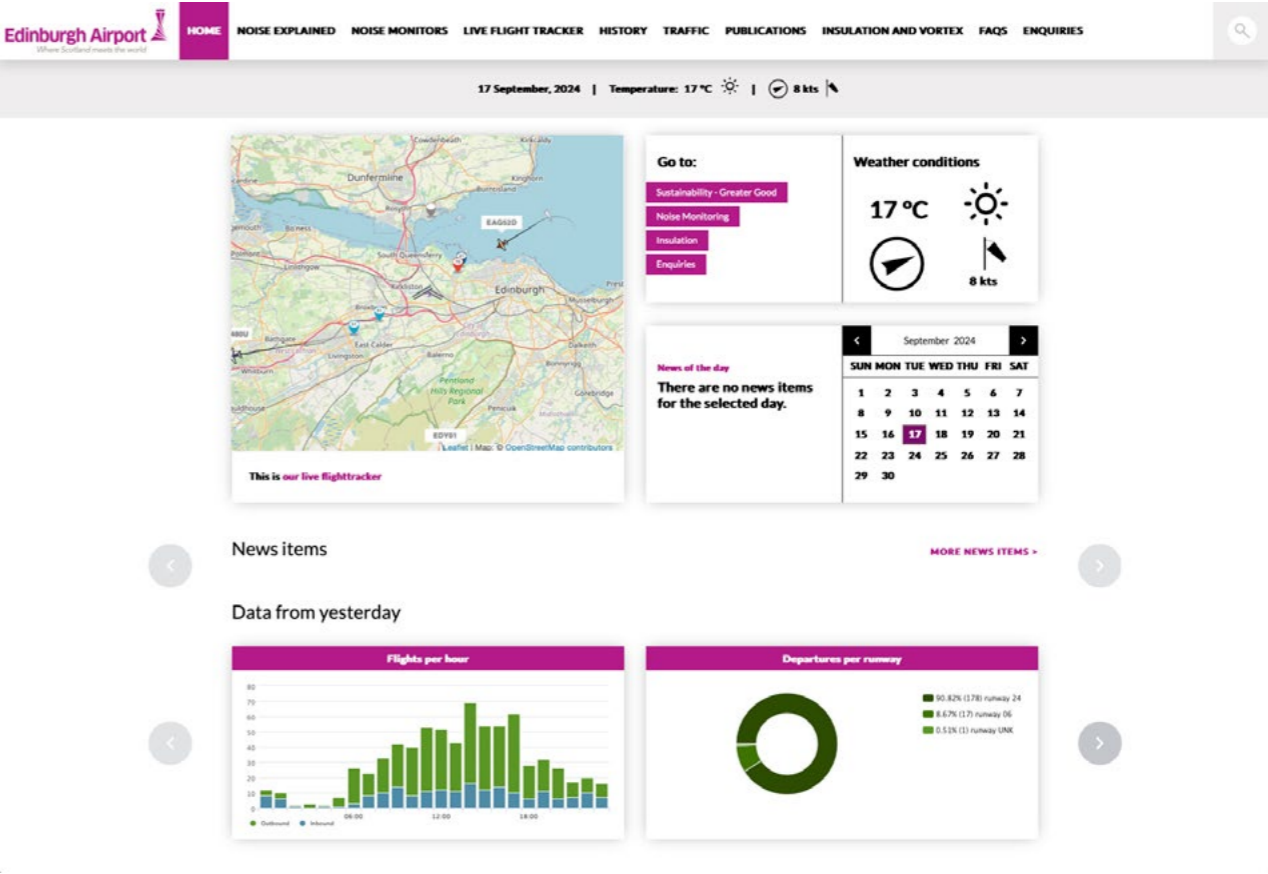 Edinburgh Airport
Where Scotland meets the world
HOME
NOISE EXPLAINED
NOISE MONITORS
LIVE FLIGHT TRACKER
HISTORY
TRAFFIC
PUBLICATIONS
INSULATION AND VORTEX
FAQS
ENQUIRIES
17 September, 2024 | Temperature: 17 °C | 8 kts
Cowdenbeath
Kirkcaldy
Dunfermline
Kinghorn
Burntisland
EAG52D
Bo'ness
South Queensferry
Linlithgow
Kirkliston
Edinburgh
Musselburgh
Broxburn
Bathgate
East Calder
Livingston
Balerno
Dalkeith
Bonnyrigg
Whitburn
Pentland
Hills Regional
Park
Gorebridge
Penicuik
EDY51
Leaflet | Map: © OpenStreetMap contributors
This is our live flighttracker
Go to:
Sustainability - Greater Good
Noise Monitoring
Insulation
Enquiries
Weather conditions
17 °C
8 kts
News of the day
There are no news items
for the selected day.
September 2024
SUN MON TUE WED THU FRI SAT
1 2 3 4 5 6 7
8 9 10 11 12 13 14
15 16 17 18 19 20 21
22 23 24 25 26 27 28
29 30
News items
MORE NEWS ITEMS >
Data from yesterday
Flights per hour
80
70
60
50
40
30
20
10
0
06:00
12:00
18:00
Outbound
Inbound
Departures per runway
90.82% (178) runway 24
8.67% (17) runway 06
0.51% (1) runway UNK